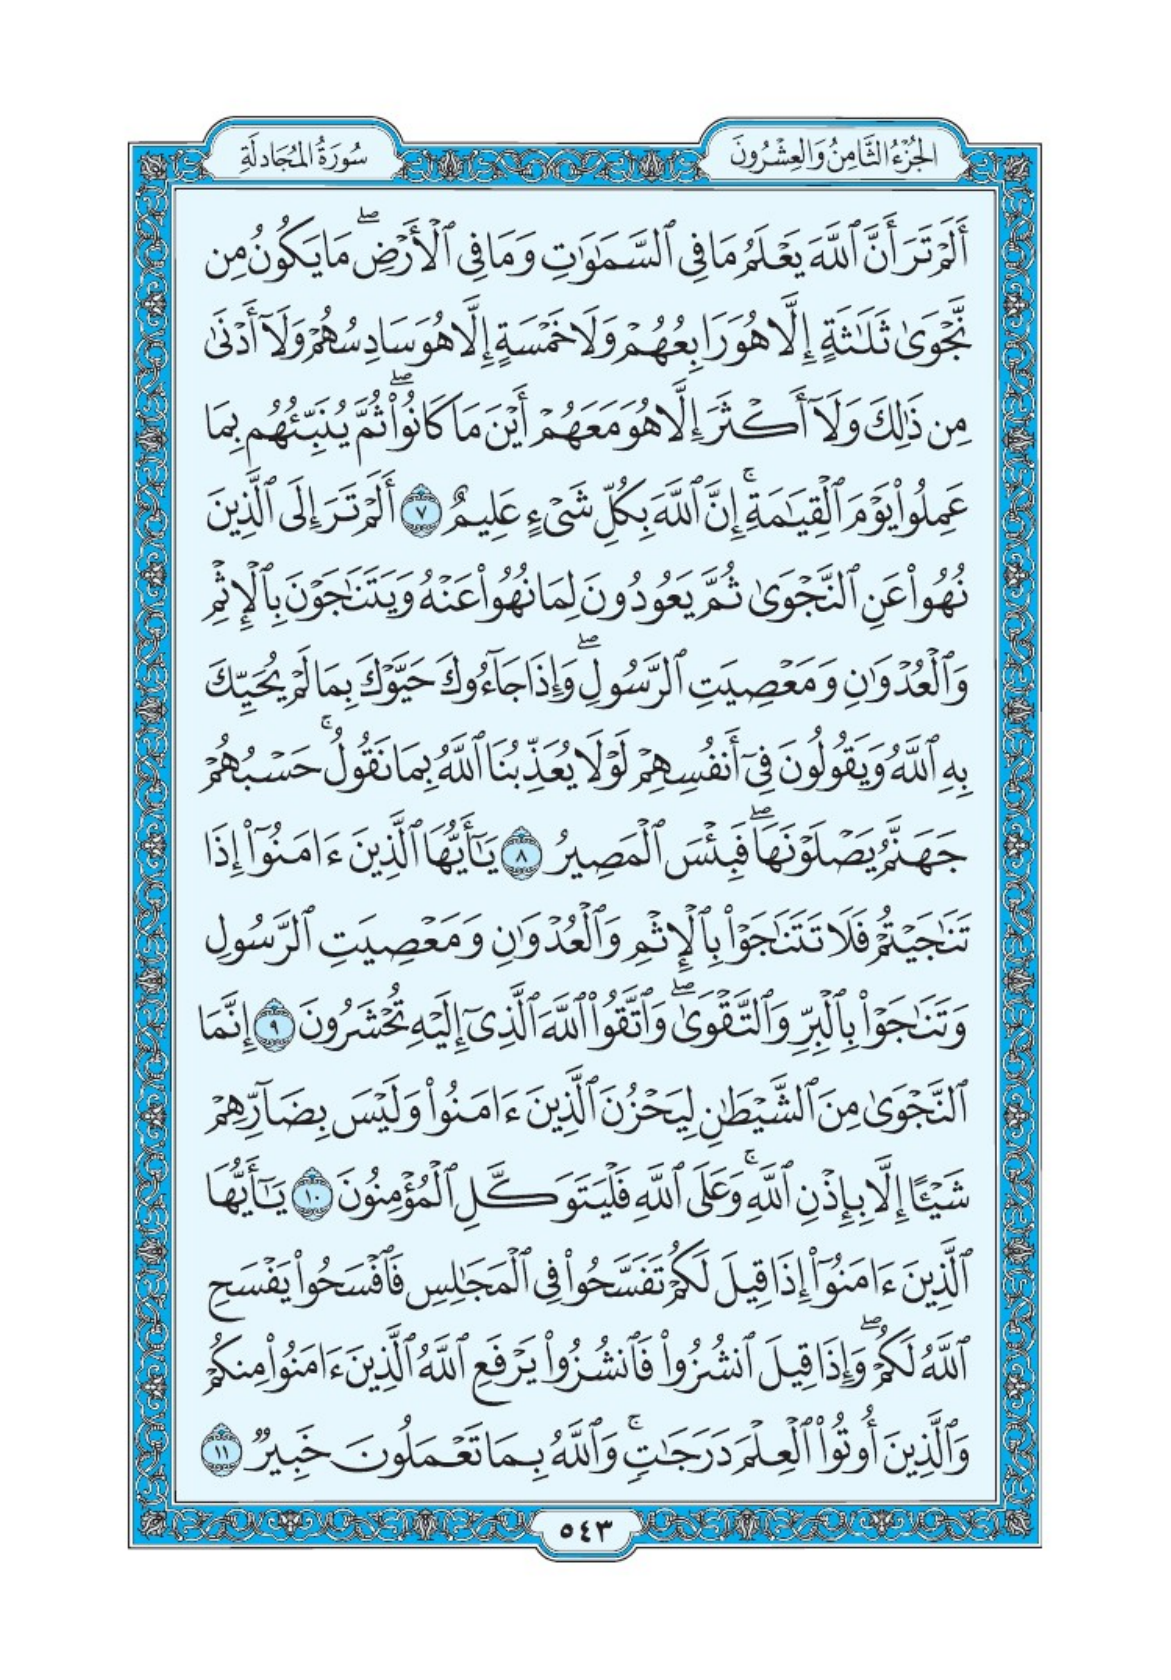 الجُزْءُ الثَّامِنُ وَالعِشْرُونَ
سُورَةُ المُجَادلَةِ
أَلَمۡ تَرَ أَنَّ ٱللَّهَ يَعۡلَمُ مَا فِي ٱلسَّمَٰوَٰتِ وَمَا فِي ٱلۡأَرۡضِۖ مَا يَكُونُ مِن
نَّجۡوَىٰ ثَلَٰثَةٍ إِلَّا هُوَ رَابِعُهُمۡ وَلَا خَمۡسَةٍ إِلَّا هُوَ سَادِسُهُمۡ وَلَآ أَدۡنَىٰ
مِن ذَٰلِكَ وَلَآ أَكۡثَرَ إِلَّا هُوَ مَعَهُمۡ أَيۡنَ مَا كَانُواْۖ ثُمَّ يُنَبِّئُهُم بِمَا
عَمِلُواْ يَوۡمَ ٱلۡقِيَٰمَةِۚ إِنَّ ٱللَّهَ بِكُلِّ شَيۡءٍ عَلِيمٌ ٧ أَلَمۡ تَرَ إِلَى ٱلَّذِينَ
نُهُواْ عَنِ ٱلنَّجۡوَىٰ ثُمَّ يَعُودُونَ لِمَا نُهُواْ عَنۡهُ وَيَتَنَٰجَوۡنَ بِٱلۡإِثۡمِ
وَٱلۡعُدۡوَٰنِ وَمَعۡصِيَتِ ٱلرَّسُولِۖ وَإِذَا جَآءُوكَ حَيَّوۡكَ بِمَا لَمۡ يُحَيِّكَ
بِهِ ٱللَّهُ وَيَقُولُونَ فِيٓ أَنفُسِهِمۡ لَوۡلَا يُعَذِّبُنَا ٱللَّهُ بِمَا نَقُولُۚ حَسۡبُهُمۡ
جَهَنَّمُ يَصۡلَوۡنَهَاۖ فَبِئۡسَ ٱلۡمَصِيرُ ٨ يَٰٓأَيُّهَا ٱلَّذِينَ ءَامَنُوٓاْ إِذَا
تَنَٰجَيۡتُمۡ فَلَا تَتَنَٰجَوۡاْ بِٱلۡإِثۡمِ وَٱلۡعُدۡوَٰنِ وَمَعۡصِيَتِ ٱلرَّسُولِ
وَتَنَٰجَوۡاْ بِٱلۡبِرِّ وَٱلتَّقۡوَىٰۖ وَٱتَّقُواْ ٱللَّهَ ٱلَّذِيٓ إِلَيۡهِ تُحۡشَرُونَ ٩ إِنَّمَا
ٱلنَّجۡوَىٰ مِنَ ٱلشَّيۡطَٰنِ لِيَحۡزُنَ ٱلَّذِينَ ءَامَنُواْ وَلَيۡسَ بِضَآرِّهِمۡ
شَيۡـًٔا إِلَّا بِإِذۡنِ ٱللَّهِۚ وَعَلَى ٱللَّهِ فَلۡيَتَوَكَّلِ ٱلۡمُؤۡمِنُونَ ١٠ يَٰٓأَيُّهَا
ٱلَّذِينَ ءَامَنُوٓاْ إِذَا قِيلَ لَكُمۡ تَفَسَّحُواْ فِي ٱلۡمَجَٰلِسِ فَٱفۡسَحُواْ يَفۡسَحِ
ٱللَّهُ لَكُمۡۖ وَإِذَا قِيلَ ٱنشُزُواْ فَٱنشُزُواْ يَرۡفَعِ ٱللَّهُ ٱلَّذِينَ ءَامَنُواْ مِنكُمۡ
وَٱلَّذِينَ أُوتُواْ ٱلۡعِلۡمَ دَرَجَٰتٖۚ وَٱللَّهُ بِمَا تَعۡمَلُونَ خَبِيرٌ ١١
٥٤٣